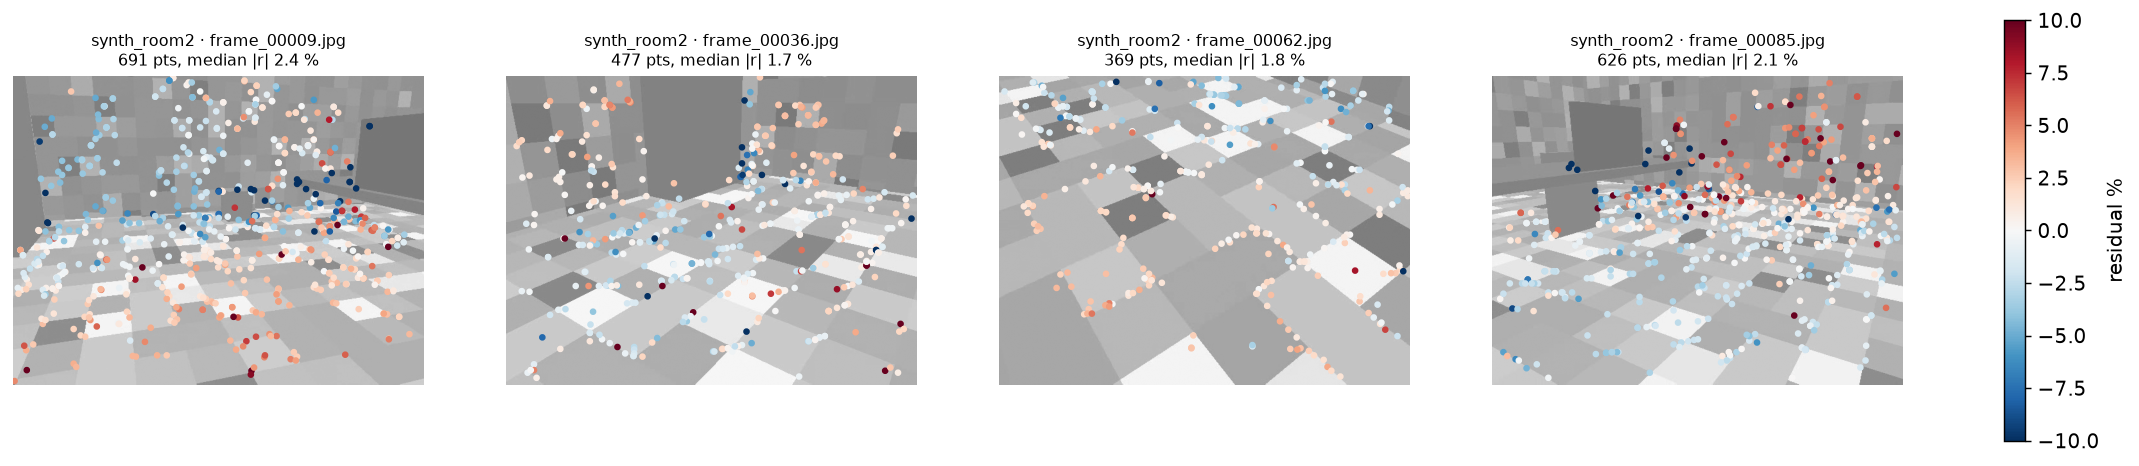 synth_room2 · frame_00009.jpg
691 pts, median |r| 2.4 %
synth_room2 · frame_00036.jpg
477 pts, median |r| 1.7 %
synth_room2 · frame_00062.jpg
369 pts, median |r| 1.8 %
synth_room2 · frame_00085.jpg
626 pts, median |r| 2.1 %
10.0
7.5
5.0
2.5
0.0
−2.5
−5.0
−7.5
−10.0
residual %